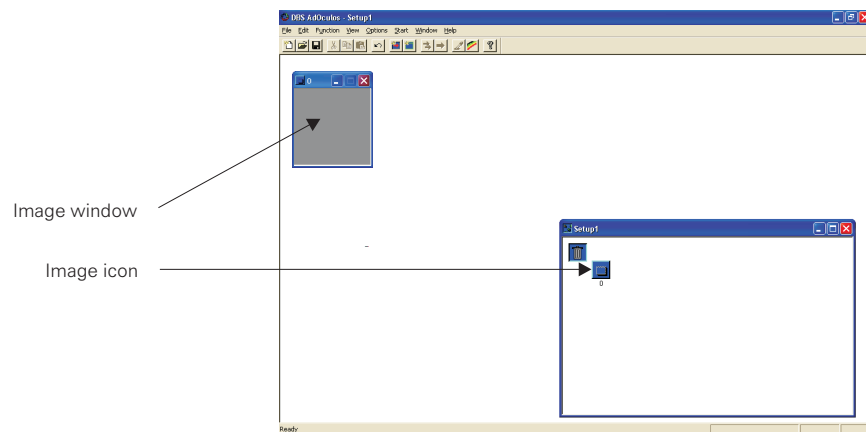 DBS AdOculos - Setup1
File Edit Function View Options Start Window Help
0
Image window
Setup1
Image icon
0
Ready